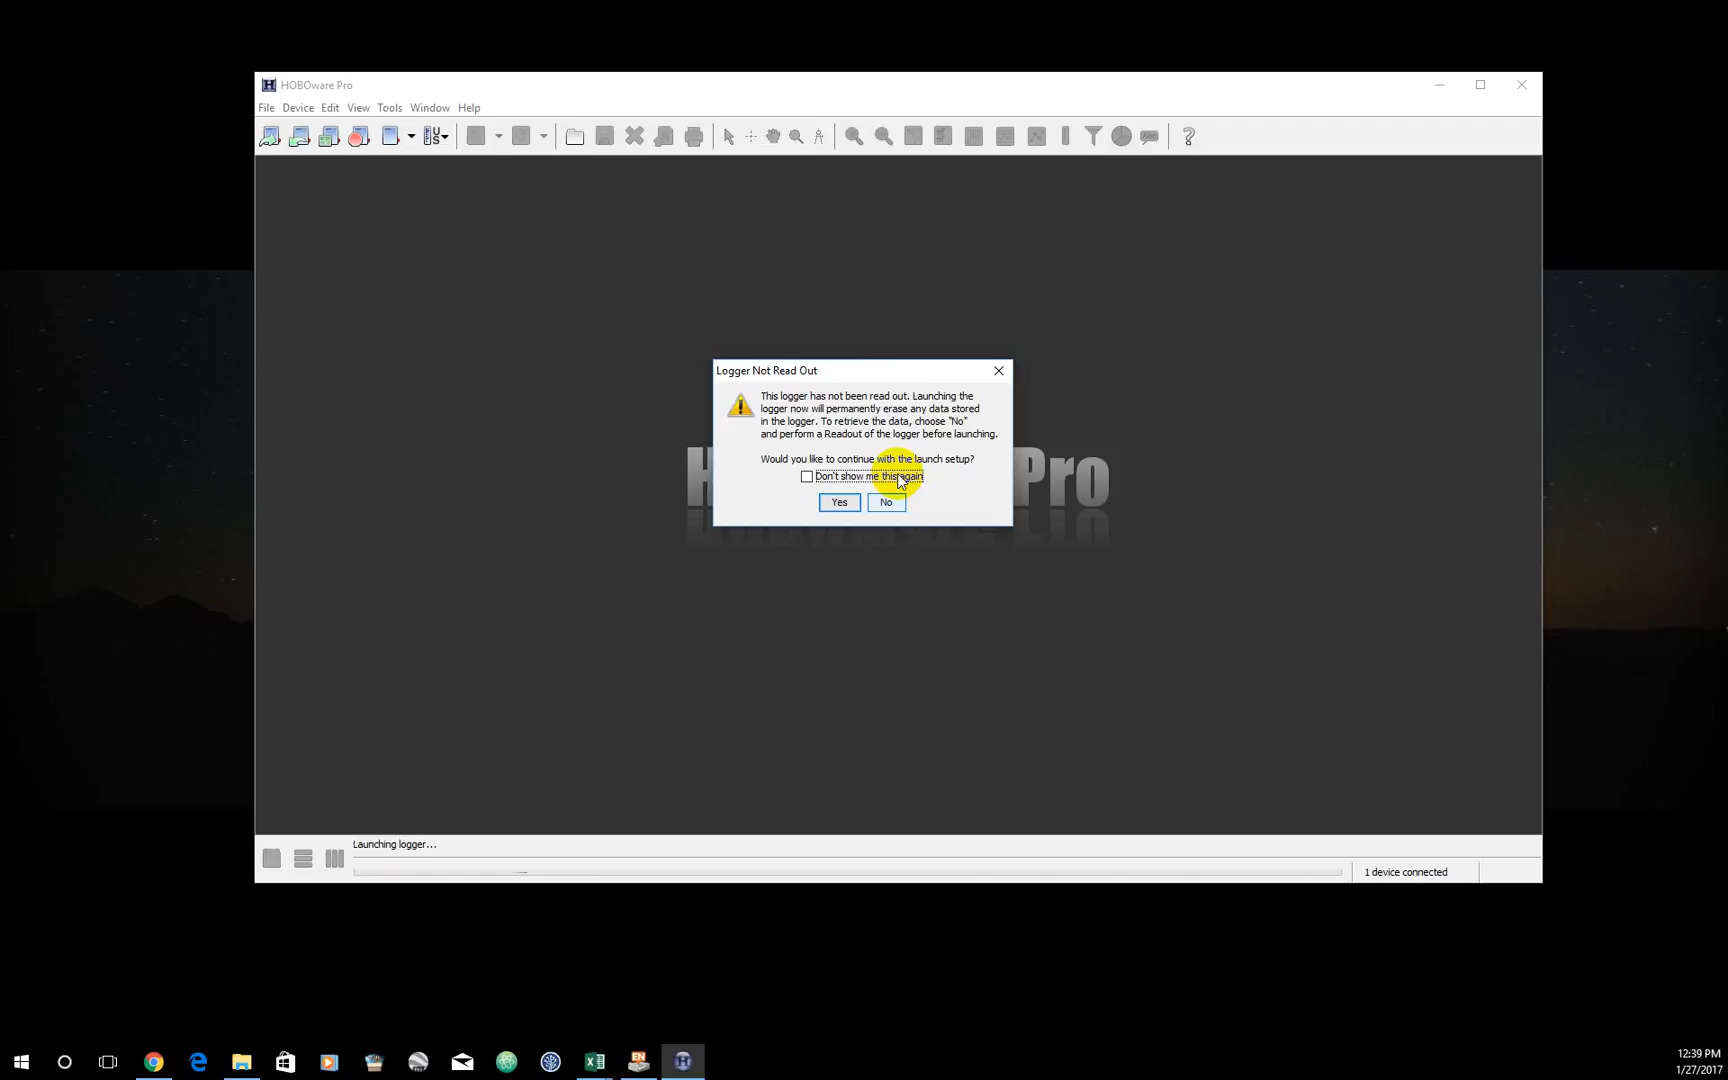 HOBOware Pro
File Device Edit View Tools Window Help
Logger Not Read Out
This logger has not been read out. Launching the
logger now will permanently erase any data stored
in the logger. To retrieve the data, choose "No"
and perform a Readout of the logger before launching.
Would you like to continue with the launch setup?
Don't show me this again
Yes No
Pro
Launching logger...
1 device connected
EN
12:39 PM
1/27/2017